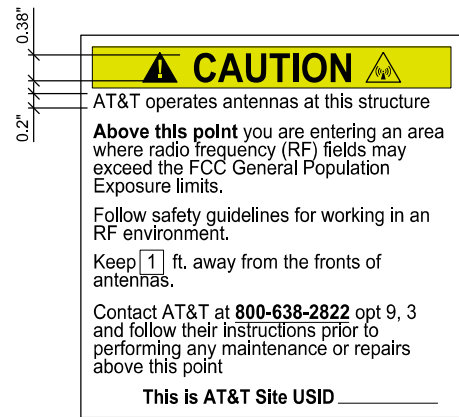 0.38"
CAUTION
0.2"
AT&T operates antennas at this structure
Above this point you are entering an area
where radio frequency (RF) fields may
exceed the FCC General Population
Exposure limits.
Follow safety guidelines for working in an
RF environment.
Keep 1 ft. away from the fronts of
antennas.
Contact AT&T at 800-638-2822 opt 9, 3
and follow their instructions prior to
performing any maintenance or repairs
above this point
This is AT&T Site USID